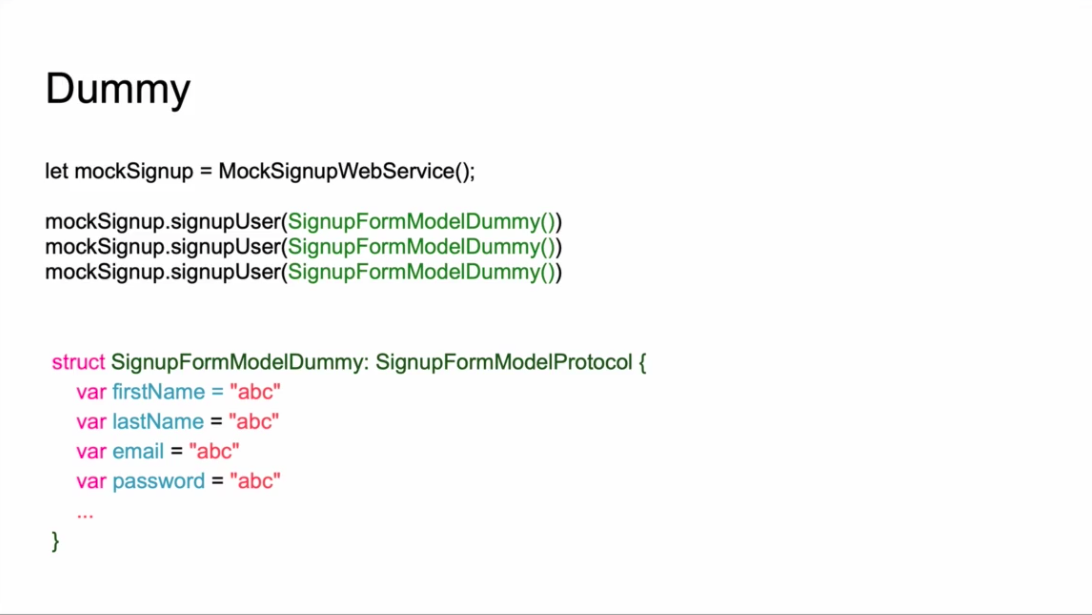 Dummy
let mockSignup = MockSignupWebService();
mockSignup.signupUser(SignupFormModelDummy())
mockSignup.signupUser(SignupFormModelDummy())
mockSignup.signupUser(SignupFormModelDummy())
struct SignupFormModelDummy: SignupFormModelProtocol {
var firstName = "abc"
var lastName = "abc"
var email = "abc"
var password = "abc"
...
}